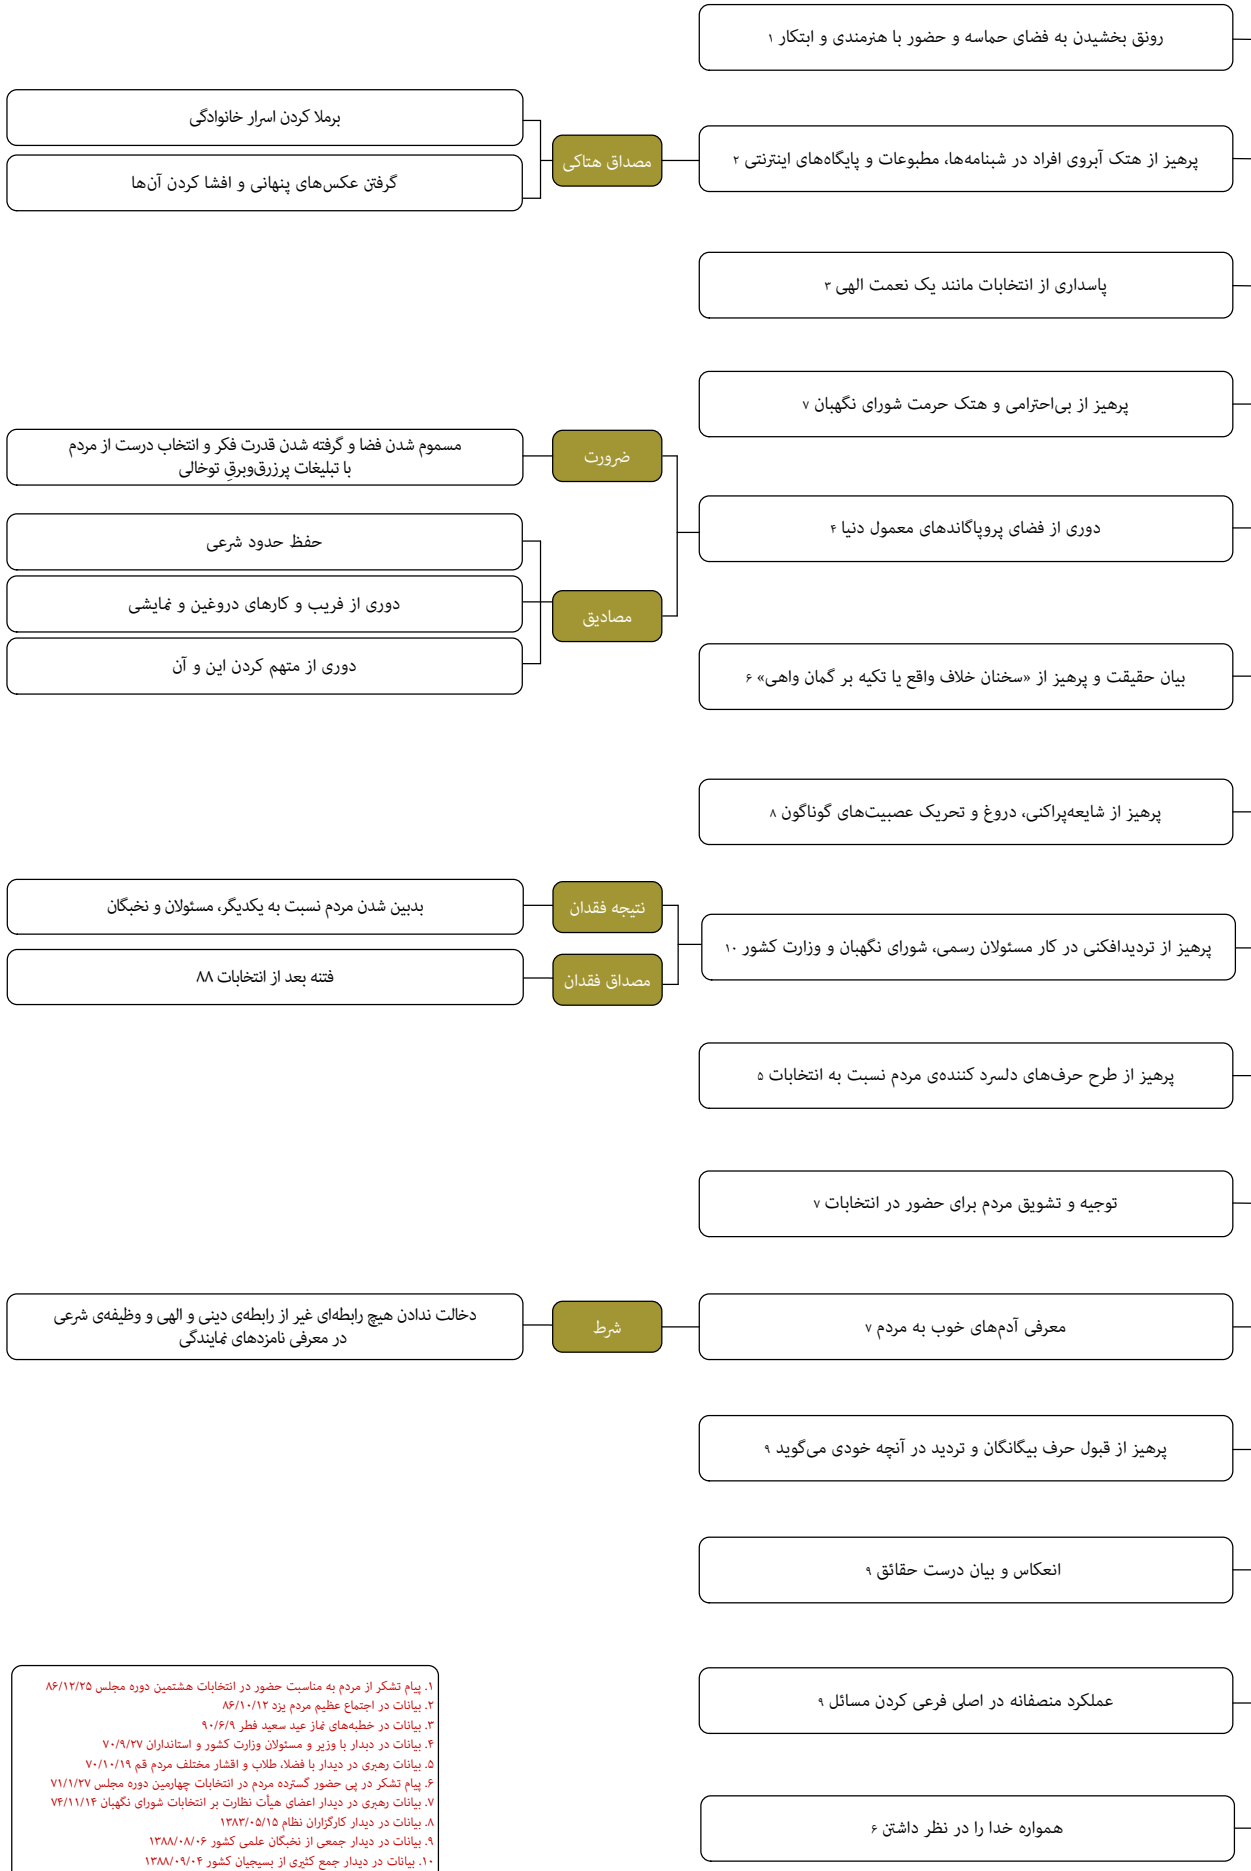 رونق بخشیدن به فضای حماسه و حضور با هنرمندی و ابتکار ۱
پرهیز از هتک آبروی افراد در شبنامه‌ها، مطبوعات و پایگاه‌های اینترنتی ۲
مصداق هتاکی
برملا کردن اسرار خانوادگی
گرفتن عکس‌های پنهانی و افشا کردن آن‌ها
پاسداری از انتخابات مانند یک نعمت الهی ۳
پرهیز از بی‌احترامی و هتک حرمت شورای نگهبان ۷
دوری از فضای پروپاگاندهای معمول دنیا ۴
ضرورت
مسموم شدن فضا و گرفته شدن قدرت فکر و انتخاب درست از مردم
با تبلیغات پرزرق‌وبرقِ توخالی
مصادیق
حفظ حدود شرعی
دوری از فریب و کارهای دروغین و نمایشی
دوری از متهم کردن این و آن
بیان حقیقت و پرهیز از «سخنان خلاف واقع یا تکیه بر گمان واهی» ۶
پرهیز از شایعه‌پراکنی، دروغ و تحریک عصبیت‌های گوناگون ۸
پرهیز از تردیدافکنی در کار مسئولان رسمی، شورای نگهبان و وزارت کشور ۱۰
نتیجه فقدان
بدبین شدن مردم نسبت به یکدیگر، مسئولان و نخبگان
مصداق فقدان
فتنه بعد از انتخابات ۸۸
پرهیز از طرح حرف‌های دلسرد کننده‌ی مردم نسبت به انتخابات ۵
توجیه و تشویق مردم برای حضور در انتخابات ۷
معرفی آدم‌های خوب به مردم ۷
شرط
دخالت ندادن هیچ رابطه‌ای غیر از رابطه‌ی دینی و الهی و وظیفه‌ی شرعی
در معرفی نامزدهای نمایندگی
پرهیز از قبول حرف بیگانگان و تردید در آنچه خودی می‌گوید ۹
انعکاس و بیان درست حقائق ۹
عملکرد منصفانه در اصلی فرعی کردن مسائل ۹
همواره خدا را در نظر داشتن ۶
۱. پیام تشکر از مردم به مناسبت حضور در انتخابات هشتمین دوره مجلس ۸۶/۱۲/۲۵
۲. بیانات در اجتماع عظیم مردم یزد ۸۶/۱۰/۱۲
۳. بیانات در خطبه‌های نماز عید سعید فطر ۹۰/۶/۹
۴. بیانات در دیدار با وزیر و مسئولان وزارت کشور و استانداران ۷۰/۹/۲۷
۵. بیانات رهبری در دیدار با فضلا، طلاب و اقشار مختلف مردم قم ۷۰/۱۰/۱۹
۶. پیام تشکر در پی حضور گسترده مردم در انتخابات چهارمین دوره مجلس ۷۱/۱/۲۷
۷. بیانات رهبری در دیدار اعضای هیأت نظارت بر انتخابات شورای نگهبان ۷۴/۱۱/۱۴
۸. بیانات در دیدار کارگزاران نظام ۱۳۸۳/۰۵/۱۵
۹. بیانات در دیدار جمعی از نخبگان علمی کشور ۱۳۸۸/۰۸/۰۶
۱۰. بیانات در دیدار جمع کثیری از بسیجیان کشور ۱۳۸۸/۰۹/۰۴